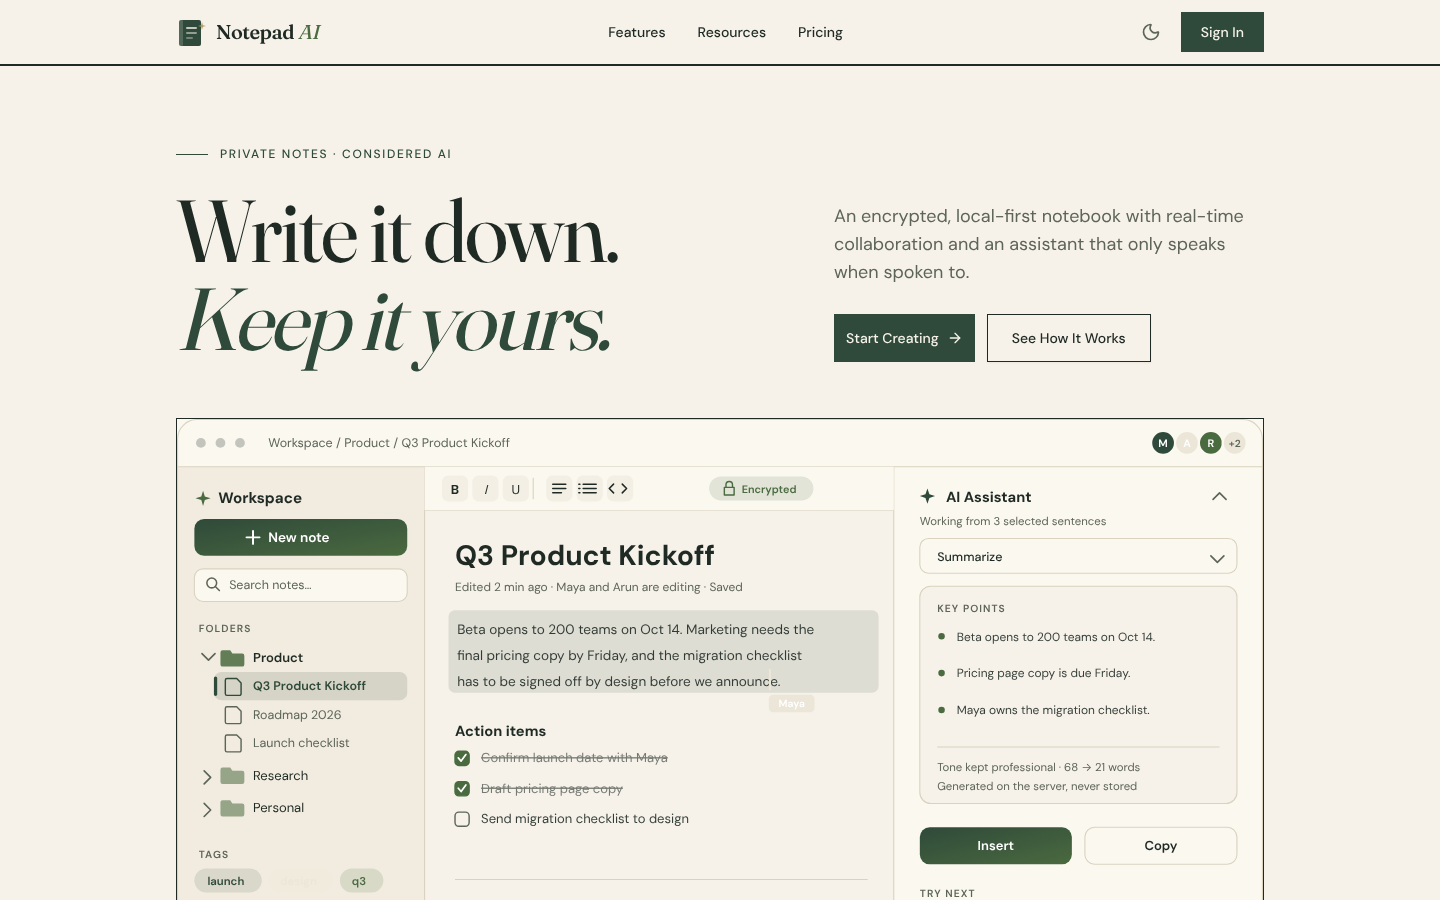 Notepad AI
Features
Resources
Pricing
Sign In
PRIVATE NOTES · CONSIDERED AI
Write it down.
Keep it yours.
An encrypted, local-first notebook with real-time
collaboration and an assistant that only speaks
when spoken to.
Start Creating →
See How It Works
Workspace / Product / Q3 Product Kickoff
M
A
R
+2
Workspace
New note
Search notes...
FOLDERS
Product
Q3 Product Kickoff
Roadmap 2026
Launch checklist
Research
Personal
TAGS
launch
q3
B
I
U
Encrypted
Q3 Product Kickoff
Edited 2 min ago · Maya and Arun are editing · Saved
Beta opens to 200 teams on Oct 14. Marketing needs the
final pricing copy by Friday, and the migration checklist
has to be signed off by design before we announce.
Maya
Action items
Confirm launch date with Maya
Draft pricing page copy
Send migration checklist to design
AI Assistant
Working from 3 selected sentences
Summarize
KEY POINTS
Beta opens to 200 teams on Oct 14.
Pricing page copy is due Friday.
Maya owns the migration checklist.
Tone kept professional · 68 → 21 words
Generated on the server, never stored
Insert
Copy
TRY NEXT